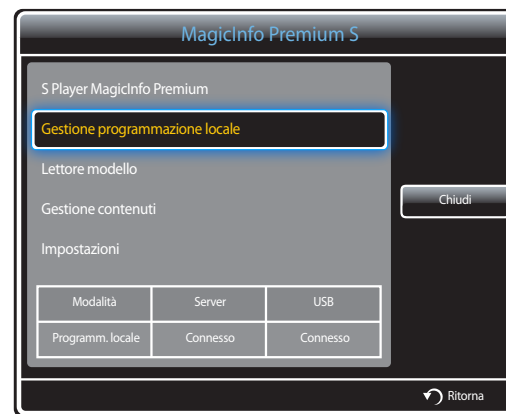 MagicInfo Premium S
S Player MagicInfo Premium
Gestione programmazione locale
Lettore modello
Gestione contenuti
Impostazioni
Chiudi
Modalità Server USB
Programm. locale Connesso Connesso
Ritorna